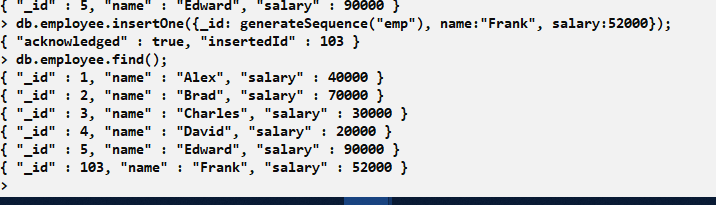 { "_id" : 5, "name" : "Edward", "salary" : 90000 }
> db.employee.insertOne({_id: generateSequence("emp"), name:"Frank", salary:52000});
{ "acknowledged" : true, "insertedId" : 103 }
> db.employee.find();
{ "_id" : 1, "name" : "Alex", "salary" : 40000 }
{ "_id" : 2, "name" : "Brad", "salary" : 70000 }
{ "_id" : 3, "name" : "Charles", "salary" : 30000 }
{ "_id" : 4, "name" : "David", "salary" : 20000 }
{ "_id" : 5, "name" : "Edward", "salary" : 90000 }
{ "_id" : 103, "name" : "Frank", "salary" : 52000 }
>